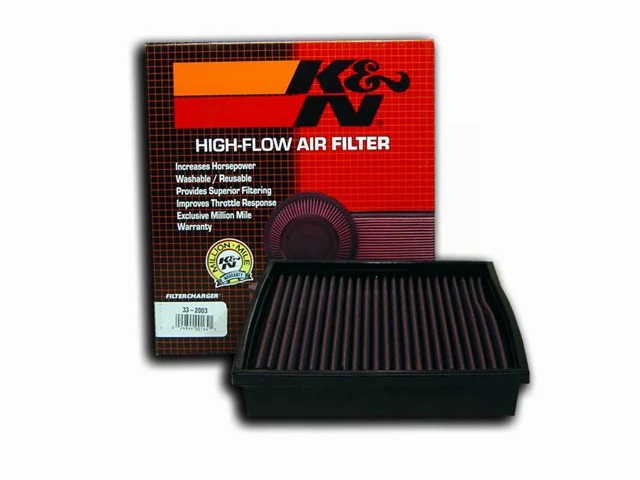 K&N
HIGH-FLOW AIR FILTER
Increases Horsepower
Washable / Reusable
Provides Superior Filtering
Improves Throttle Response
Exclusive Million Mile
Warranty
MILLION·MILE
K&N
WARRANTY
FILTERCHARGER
33-2003